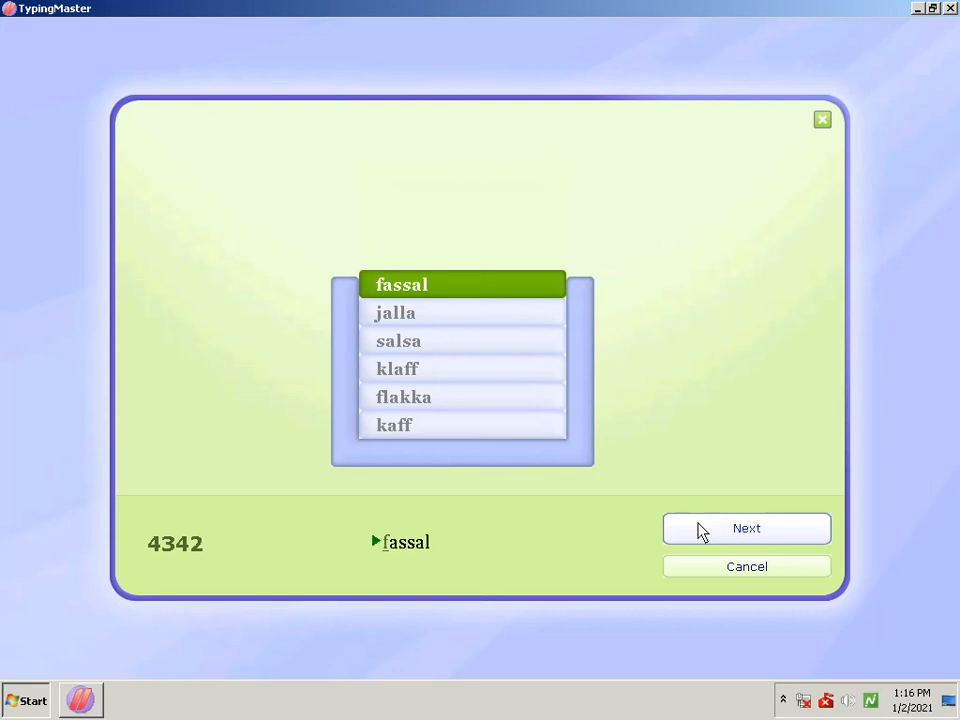 TypingMaster
fassal
jalla
salsa
klaff
flakka
kaff
4342
fassal
Next
Cancel
Start
1:16 PM
1/2/2021